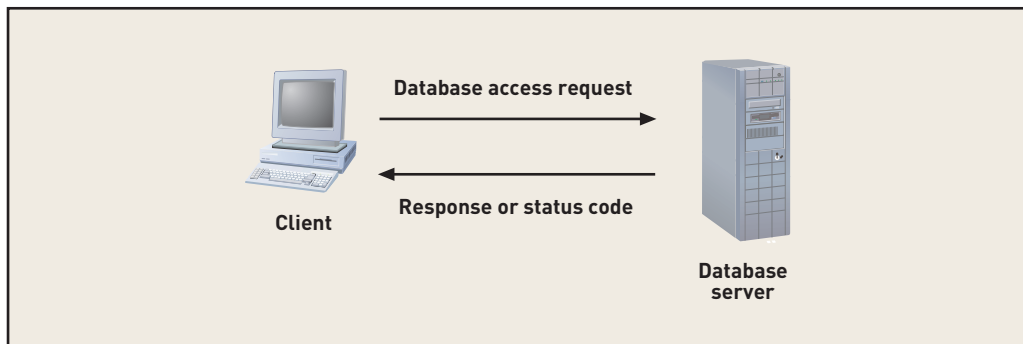 Database access request
Response or status code
Client
Database
server